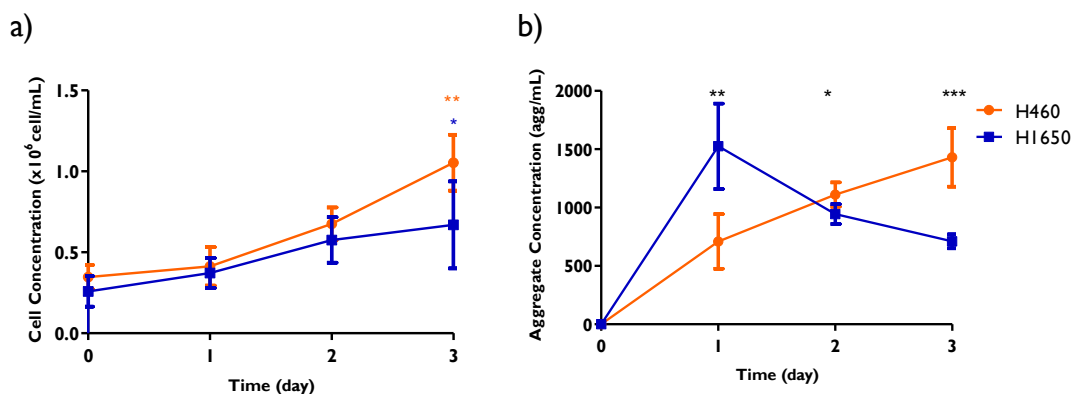 a)
Cell Concentration (x 10⁶ cell/mL)
1.5
1.0
0.5
0.0
**
*
0 1 2 3
Time (day)
b)
Aggregate Concentration (agg/mL)
2000
1500
1000
500
0
** * ***
0 1 2 3
Time (day)
H460
H1650